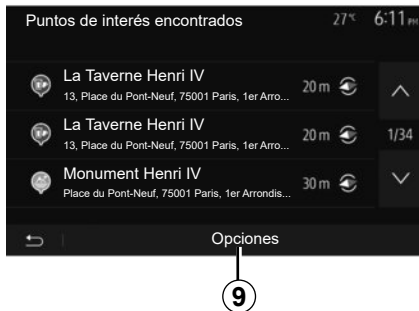 Puntos de interés encontrados 27°C 6:11 PM
La Taverne Henri IV
13, Place du Pont-Neuf, 75001 Paris, 1er Arro... 20 m
La Taverne Henri IV
13, Place du Pont-Neuf, 75001 Paris, 1er Arro... 20 m
1/34
Monument Henri IV
Place du Pont-Neuf, 75001 Paris, 1er Arrondis... 30 m
Opciones
9